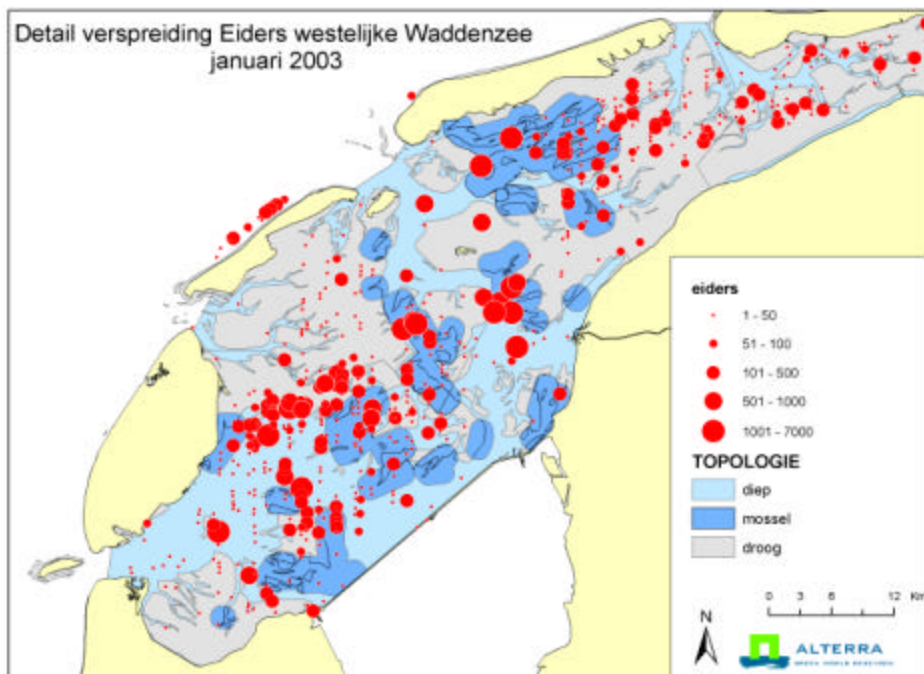 Detail verspreiding Eiders westelijke Waddenzee
januari 2003
eiders
1 - 50
51 - 100
101 - 500
501 - 1000
1001 - 7000
TOPOLOGIE
diep
mossel
droog
0 3 6 12 Km
N
ALTERRA